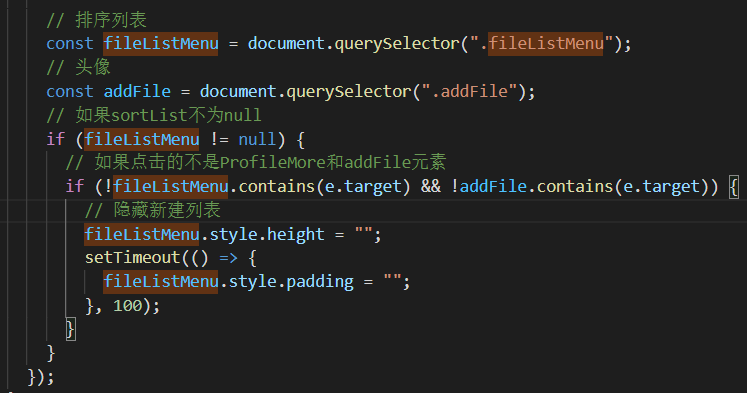 // 排序列表
const fileListMenu = document.querySelector(".fileListMenu");
// 头像
const addFile = document.querySelector(".addFile");
// 如果sortList不为null
if (fileListMenu != null) {
// 如果点击的不是ProfileMore和addFile元素
if (!fileListMenu.contains(e.target) && !addFile.contains(e.target)) {
// 隐藏新建列表
fileListMenu.style.height = "";
setTimeout(() => {
fileListMenu.style.padding = "";
}, 100);
}
}
});